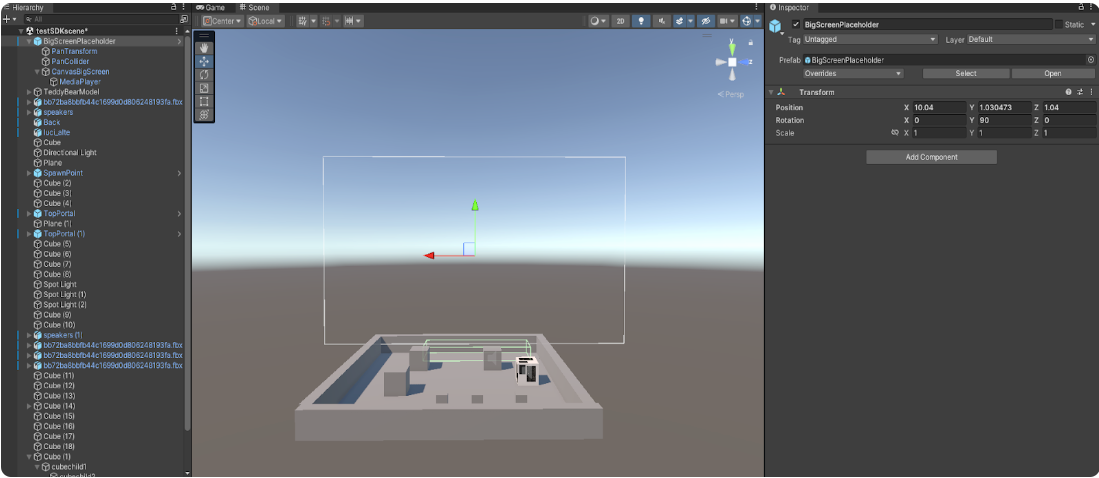 Hierarchy
All
testSDKscene*
BigScreenPlaceholder
PanTransform
PanCollider
CanvasBigScreen
MediaPlayer
TeddyBearModel
bb72ba8bbfb44c1699d0d806248193fa.fbx
speakers
Back
luci_alte
Cube
Directional Light
Plane
SpawnPoint
Cube (2)
Cube (3)
Cube (4)
TopPortal
Plane (1)
TopPortal (1)
Cube (5)
Cube (6)
Cube (7)
Cube (8)
Spot Light
Spot Light (1)
Spot Light (2)
Cube (9)
Cube (10)
speakers (1)
bb72ba8bbfb44c1699d0d806248193fa.fbx
bb72ba8bbfb44c1699d0d806248193fa.fbx
bb72ba8bbfb44c1699d0d806248193fa.fbx
Cube (11)
Cube (12)
Cube (13)
Cube (14)
Cube (15)
Cube (16)
Cube (17)
Cube (18)
Cube (1)
cubechild1
cubechild2
Game Scene
Center Local 2D
y
z
Persp
Inspector
BigScreenPlaceholder Static
Tag Untagged Layer Default
Prefab BigScreenPlaceholder
Overrides Select Open
Transform
Position X 10.04 Y 1.030473 Z 1.04
Rotation X 0 Y 90 Z 0
Scale X 1 Y 1 Z 1
Add Component